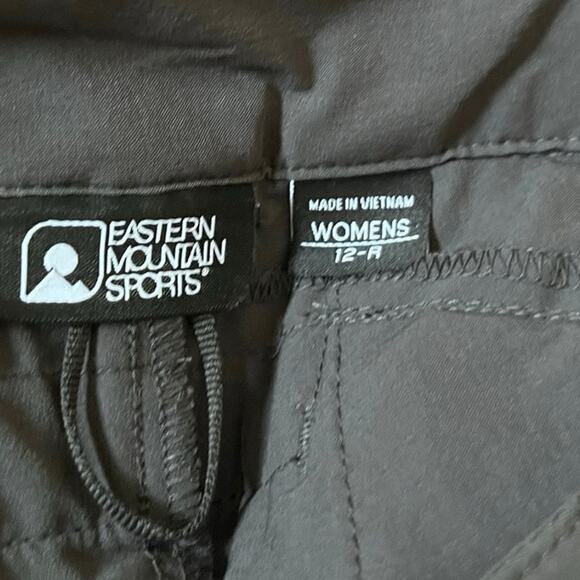 EASTERN
MOUNTAIN
SPORTS®
MADE IN VIETNAM
WOMENS
12-R